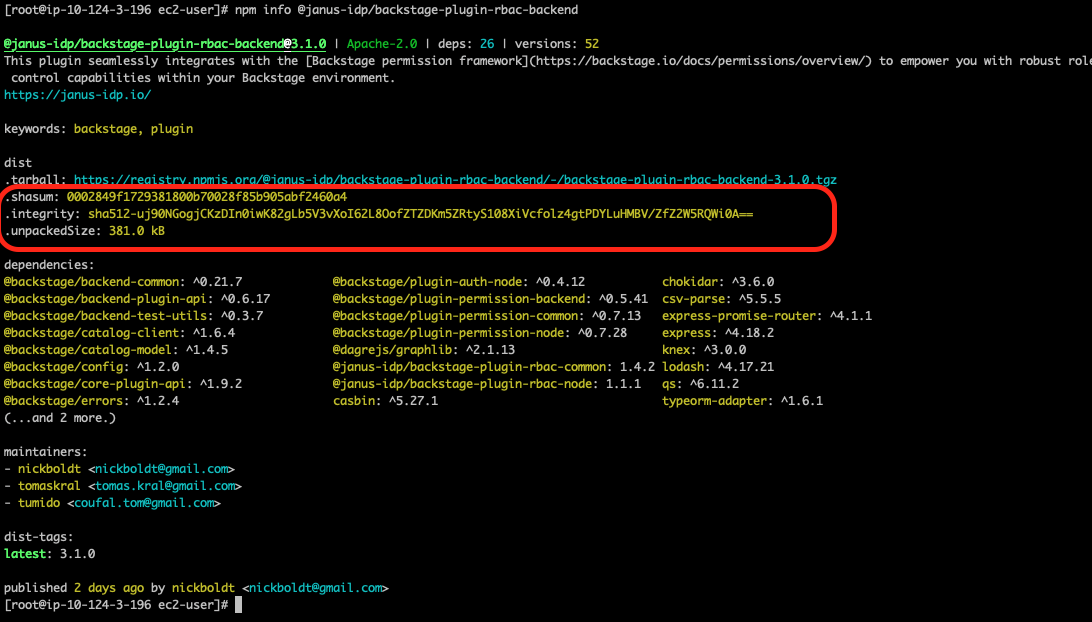 [root@ip-10-124-3-196 ec2-user]# npm info @janus-idp/backstage-plugin-rbac-backend
@janus-idp/backstage-plugin-rbac-backend@3.1.0 | Apache-2.0 | deps: 26 | versions: 52
This plugin seamlessly integrates with the [Backstage permission framework](https://backstage.io/docs/permissions/overview/) to empower you with robust role
control capabilities within your Backstage environment.
https://janus-idp.io/
keywords: backstage, plugin
dist
.tarball: https://registry.npmjs.org/@janus-idp/backstage-plugin-rbac-backend/-/backstage-plugin-rbac-backend-3.1.0.tgz
.shasum: 0002849f1729381800b70028f85b905abf2460a4
.integrity: sha512-uj90NGogjCKzDIn0iwK82gLb5V3vXoI62L8OofZTZDKm5ZRtyS108XiVcfolz4gtPDYLuHMBV/ZfZ2W5RQWi0A==
.unpackedSize: 381.0 kB
dependencies:
@backstage/backend-common: ^0.21.7 @backstage/plugin-auth-node: ^0.4.12 chokidar: ^3.6.0
@backstage/backend-plugin-api: ^0.6.17 @backstage/plugin-permission-backend: ^0.5.41 csv-parse: ^5.5.5
@backstage/backend-test-utils: ^0.3.7 @backstage/plugin-permission-common: ^0.7.13 express-promise-router: ^4.1.1
@backstage/catalog-client: ^1.6.4 @backstage/plugin-permission-node: ^0.7.28 express: ^4.18.2
@backstage/catalog-model: ^1.4.5 @dagrejs/graphlib: ^2.1.13 knex: ^3.0.0
@backstage/config: ^1.2.0 @janus-idp/backstage-plugin-rbac-common: 1.4.2 lodash: ^4.17.21
@backstage/core-plugin-api: ^1.9.2 @janus-idp/backstage-plugin-rbac-node: 1.1.1 qs: ^6.11.2
@backstage/errors: ^1.2.4 casbin: ^5.27.1 typeorm-adapter: ^1.6.1
(...and 2 more.)
maintainers:
- nickboldt <nickboldt@gmail.com>
- tomaskral <tomas.kral@gmail.com>
- tumido <coufal.tom@gmail.com>
dist-tags:
latest: 3.1.0
published 2 days ago by nickboldt <nickboldt@gmail.com>
[root@ip-10-124-3-196 ec2-user]#